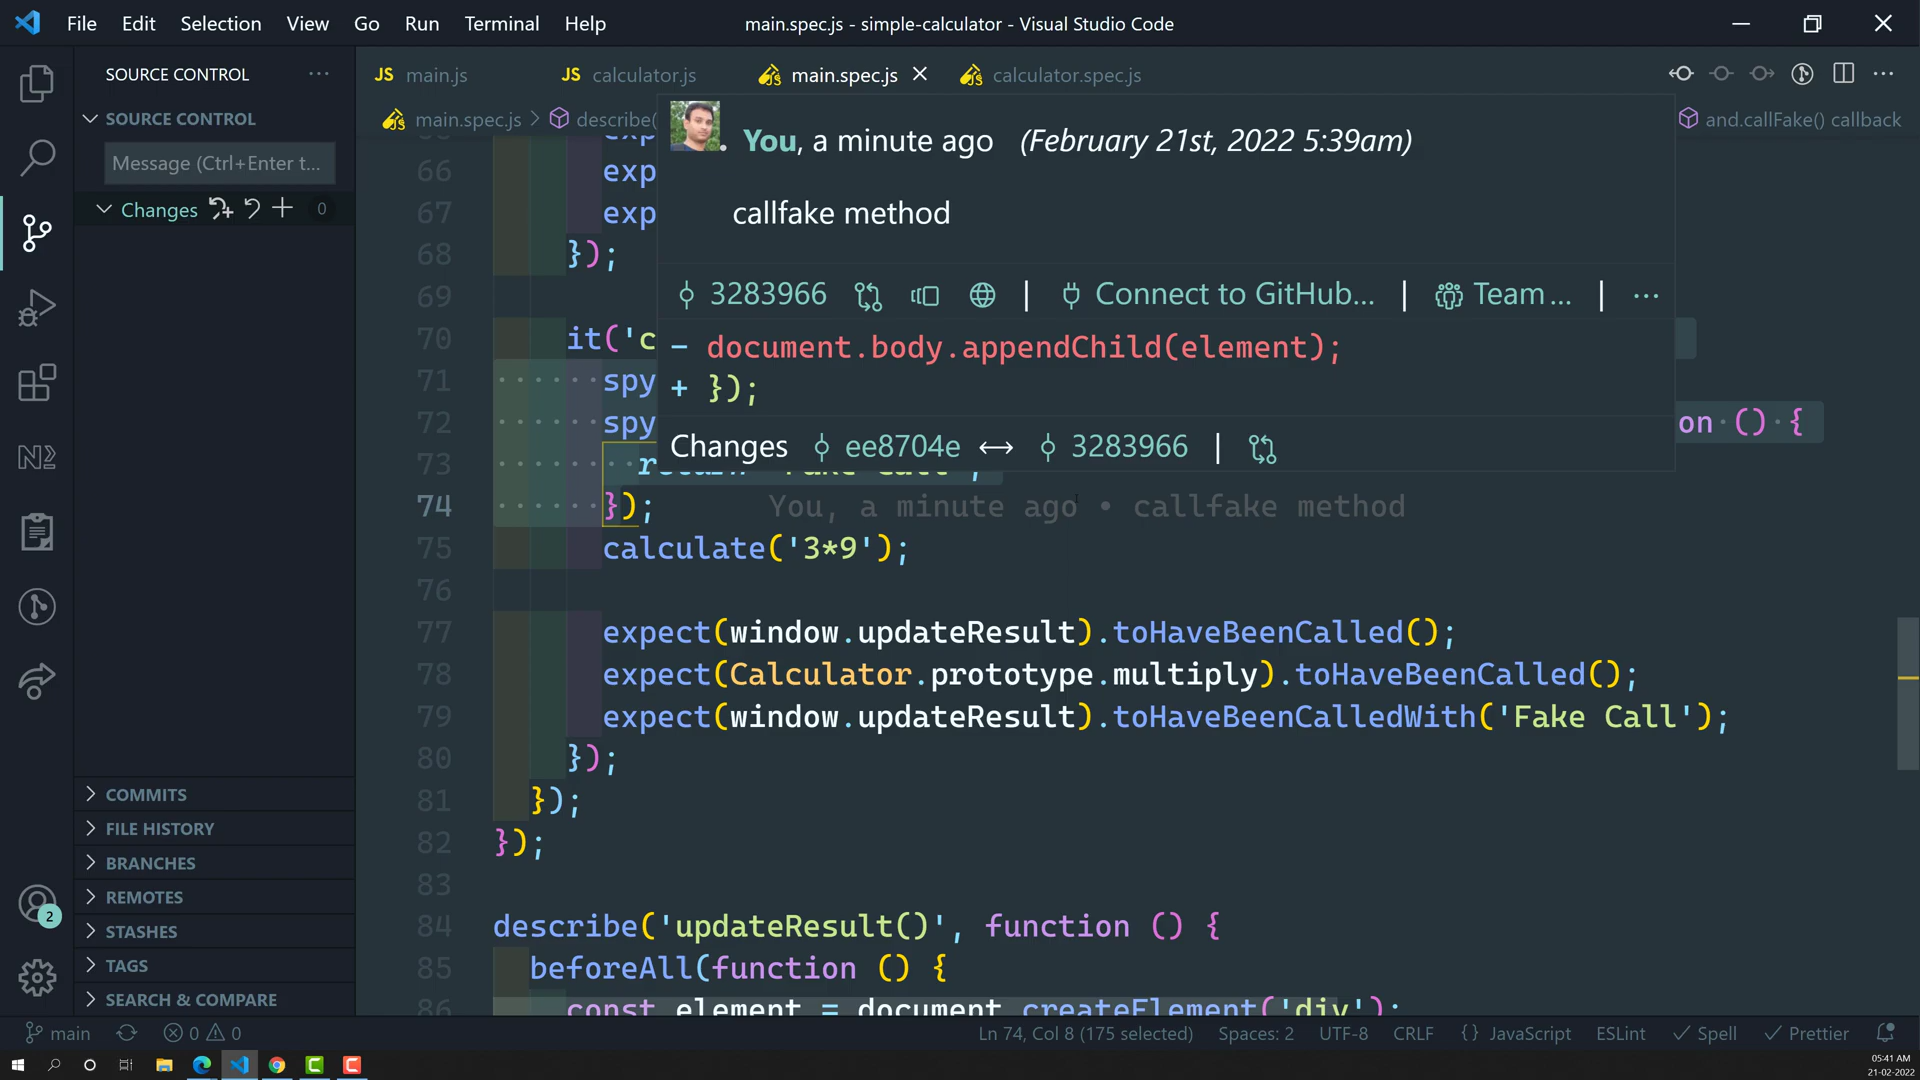 File Edit Selection View Go Run Terminal Help
main.spec.js - simple-calculator - Visual Studio Code
SOURCE CONTROL
SOURCE CONTROL
Message (Ctrl+Enter t...
Changes 0
JS main.js
JS calculator.js
main.spec.js
calculator.spec.js
main.spec.js > describe(
and.callFake() callback
You, a minute ago (February 21st, 2022 5:39am)
callfake method
3283966 | Connect to GitHub... | Team... | ...
- document.body.appendChild(element);
+ });
Changes ee8704e ↔ 3283966 |
66 exp
67 exp
68 });
69
70 it('c
71 spy
72 spy on () {
73
74 }); You, a minute ago • callfake method
75 calculate('3*9');
76
77 expect(window.updateResult).toHaveBeenCalled();
78 expect(Calculator.prototype.multiply).toHaveBeenCalled();
79 expect(window.updateResult).toHaveBeenCalledWith('Fake Call');
80 });
81 });
82 });
83
84 describe('updateResult()', function () {
85 beforeAll(function () {
86 const element = document.createElement('div');
COMMITS
FILE HISTORY
BRANCHES
REMOTES
STASHES
TAGS
SEARCH & COMPARE
2
main 0 0
Ln 74, Col 8 (175 selected) Spaces: 2 UTF-8 CRLF {} JavaScript ESLint Spell Prettier
05:41 AM
21-02-2022